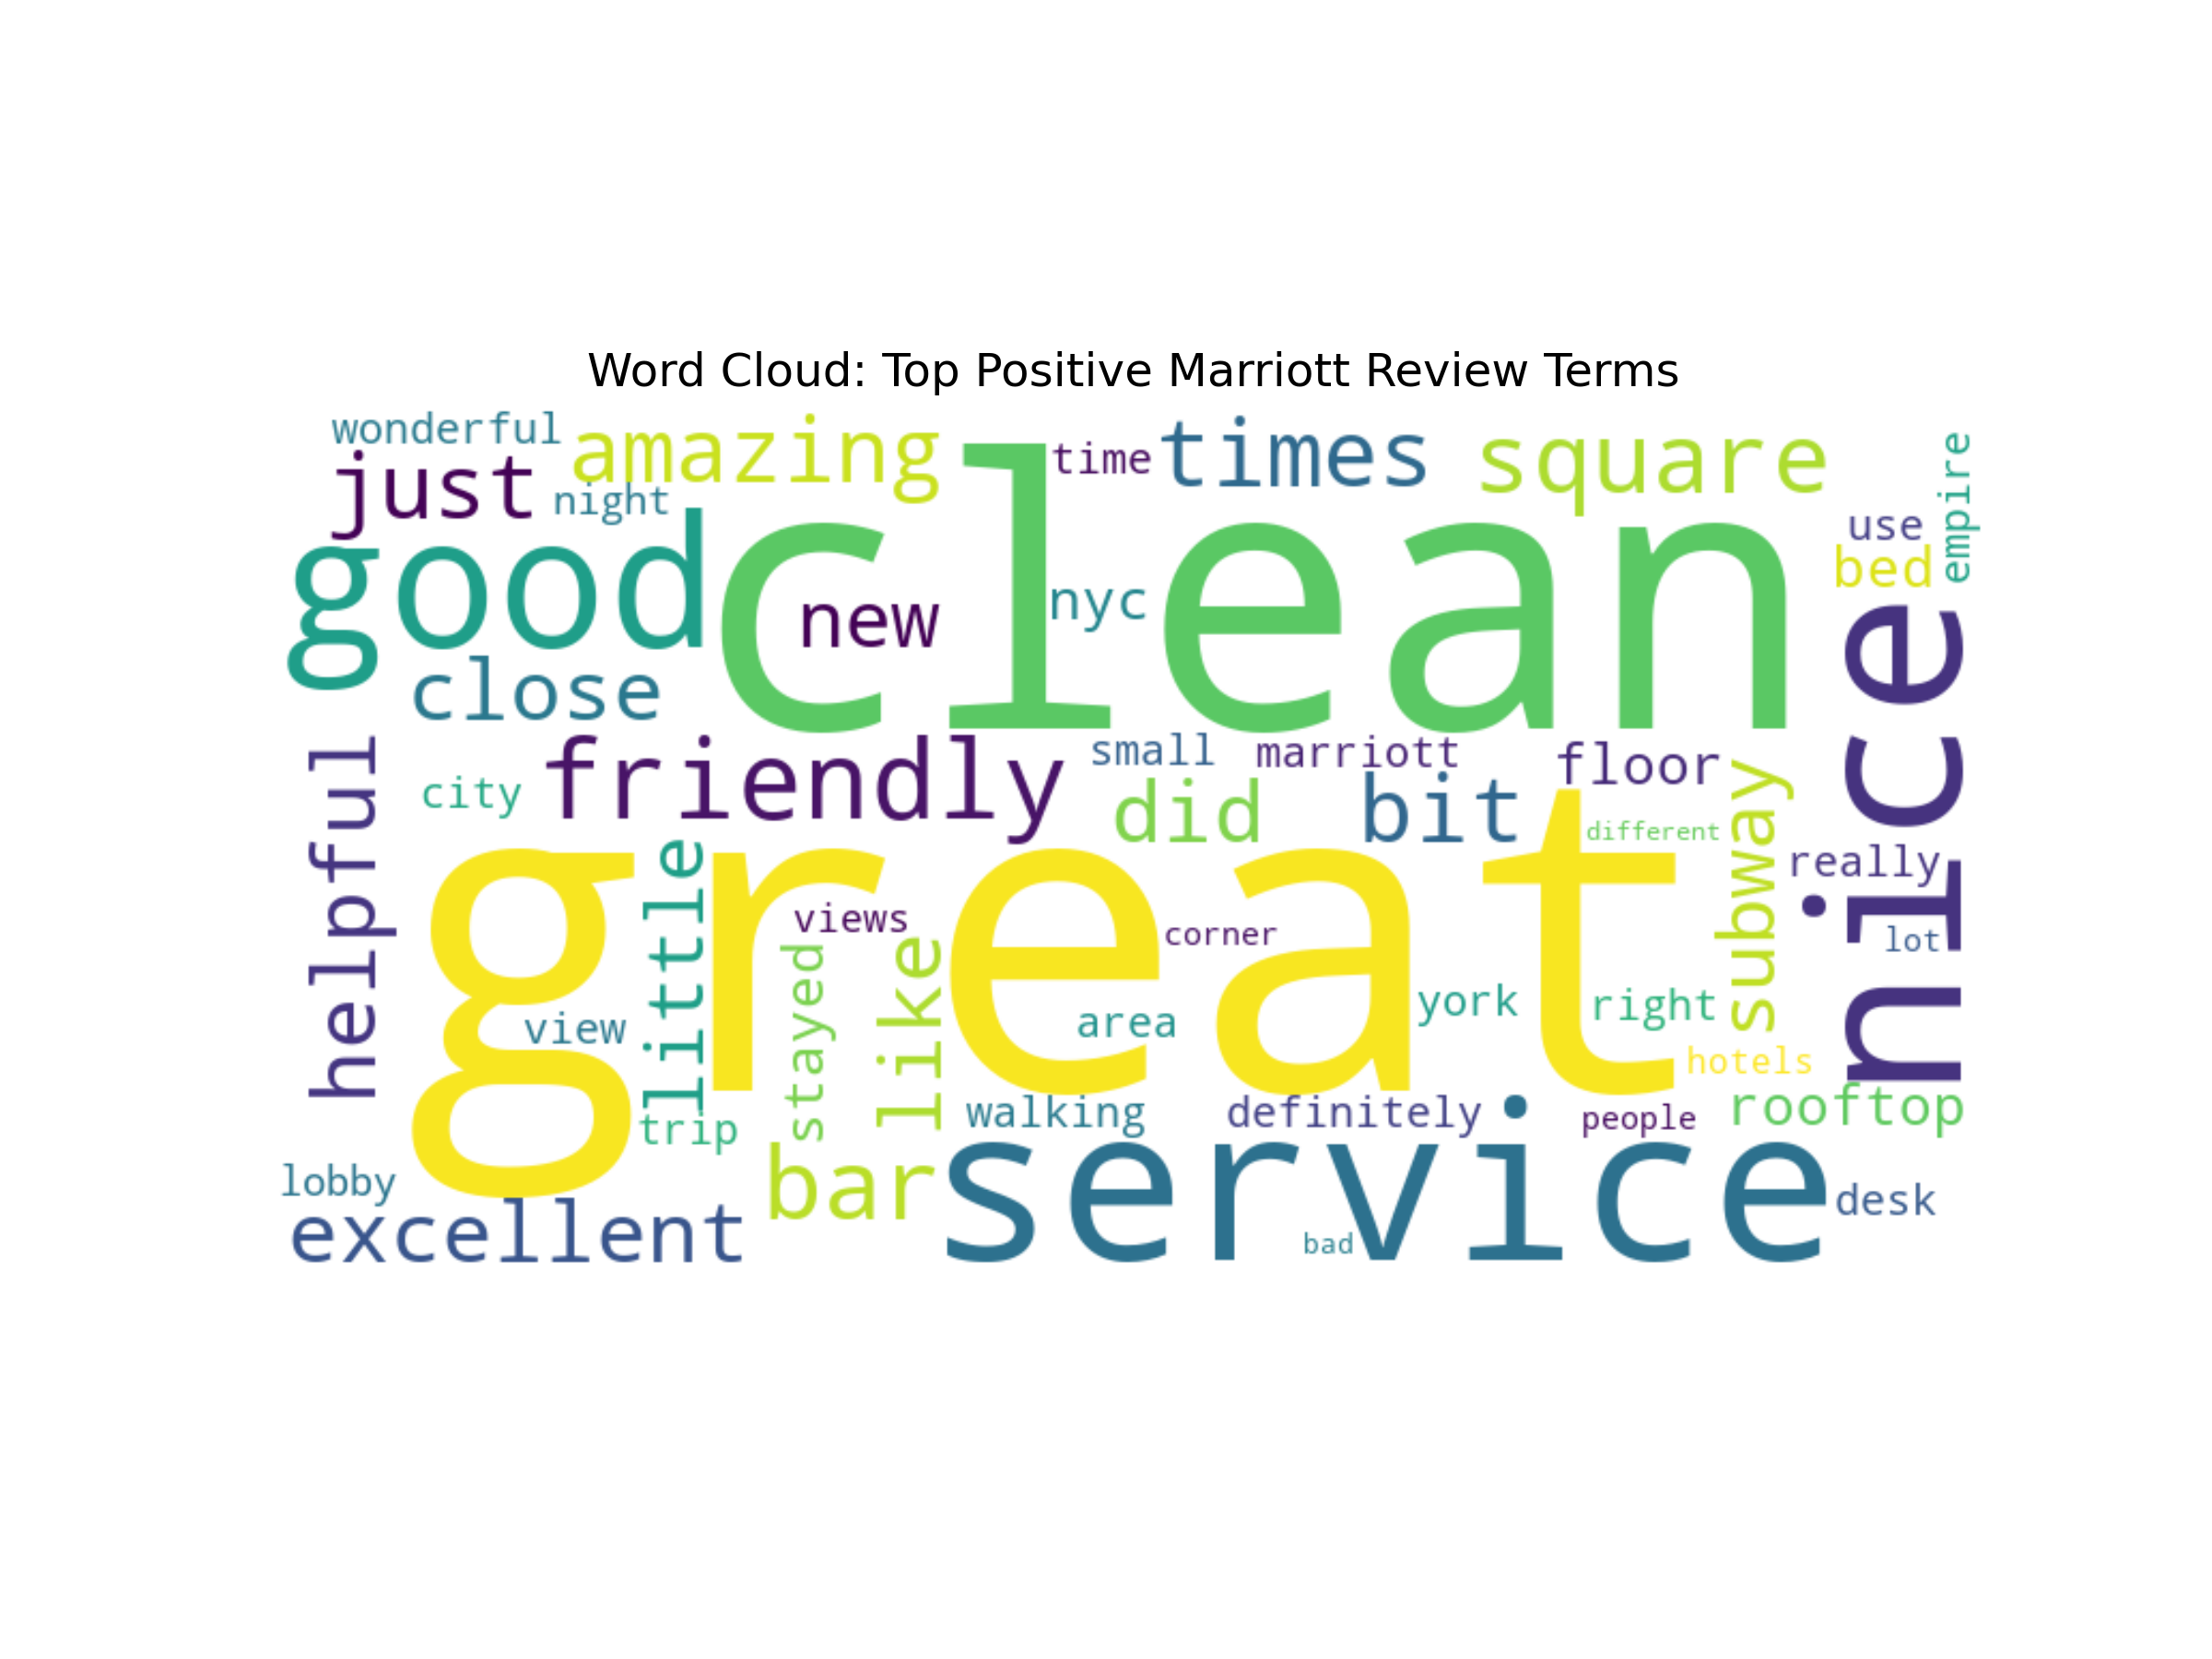 Word Cloud: Top Positive Marriott Review Terms
wonderful
amazing
time
times
square
empire
just
night
use
bed
good
clean
new
nyc
nice
close
helpful
city
friendly
small
marriott
floor
did
bit
different
subway
really
great
little
views
corner
lot
stayed
like
view
area
york
right
hotels
trip
walking
definitely
people
rooftop
lobby
bar
service
desk
excellent
bad